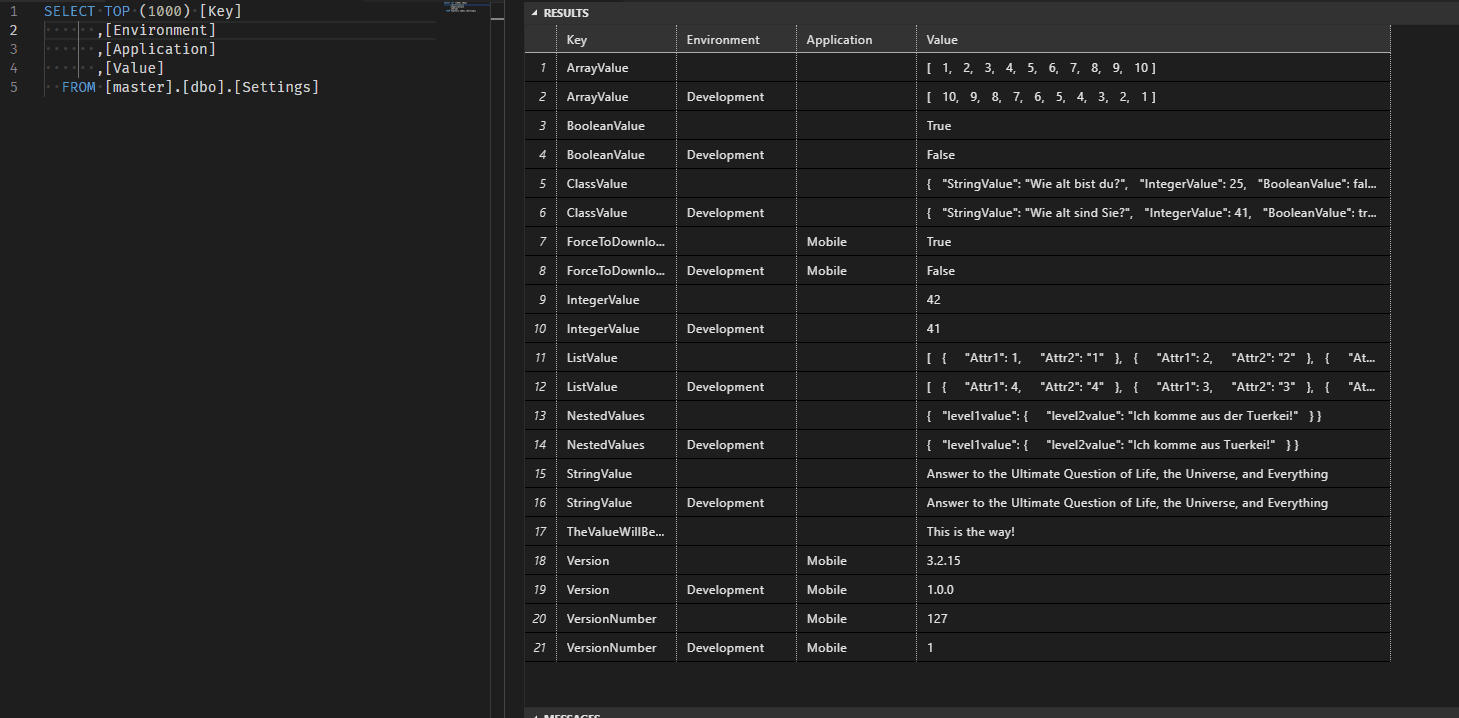 1 SELECT TOP (1000) [Key]
2 ,[Environment]
3 ,[Application]
4 ,[Value]
5 FROM [master].[dbo].[Settings]
RESULTS
Key Environment Application Value
1 ArrayValue [ 1, 2, 3, 4, 5, 6, 7, 8, 9, 10 ]
2 ArrayValue Development [ 10, 9, 8, 7, 6, 5, 4, 3, 2, 1 ]
3 BooleanValue True
4 BooleanValue Development False
5 ClassValue { "StringValue": "Wie alt bist du?", "IntegerValue": 25, "BooleanValue": fal...
6 ClassValue Development { "StringValue": "Wie alt sind Sie?", "IntegerValue": 41, "BooleanValue": tr...
7 ForceToDownlo... Mobile True
8 ForceToDownlo... Development Mobile False
9 IntegerValue 42
10 IntegerValue Development 41
11 ListValue [ { "Attr1": 1, "Attr2": "1" }, { "Attr1": 2, "Attr2": "2" }, { "At...
12 ListValue Development [ { "Attr1": 4, "Attr2": "4" }, { "Attr1": 3, "Attr2": "3" }, { "At...
13 NestedValues { "level1value": { "level2value": "Ich komme aus der Tuerkei!" } }
14 NestedValues Development { "level1value": { "level2value": "Ich komme aus Tuerkei!" } }
15 StringValue Answer to the Ultimate Question of Life, the Universe, and Everything
16 StringValue Development Answer to the Ultimate Question of Life, the Universe, and Everything
17 TheValueWillBe... This is the way!
18 Version Mobile 3.2.15
19 Version Development Mobile 1.0.0
20 VersionNumber Mobile 127
21 VersionNumber Development Mobile 1
MESSAGES